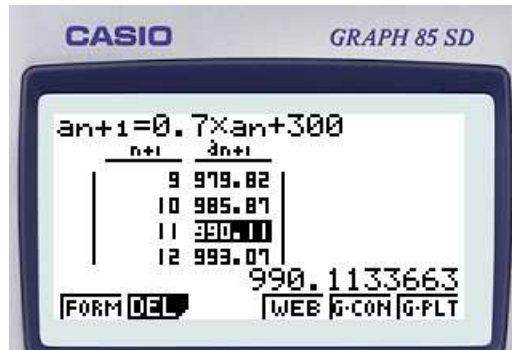 CASIO GRAPH 85 SD
an+1=0.7×an+300
n+1 an+1
9 979.82
10 985.87
11 990.11
12 993.07
990.1133663
FORM DEL WEB G·CON G·PLT